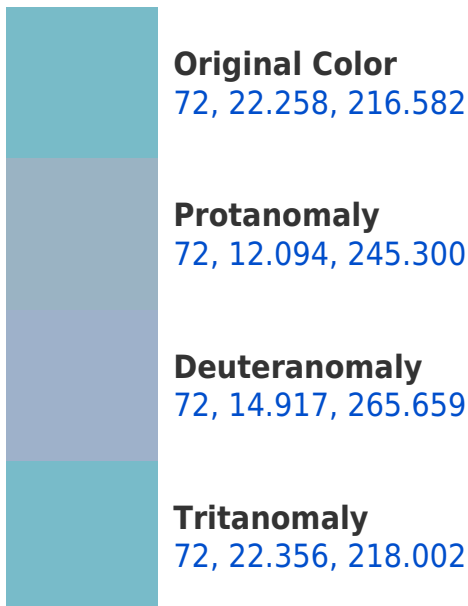 Original Color
72, 22.258, 216.582
Protanomaly
72, 12.094, 245.300
Deuteranomaly
72, 14.917, 265.659
Tritanomaly
72, 22.356, 218.002